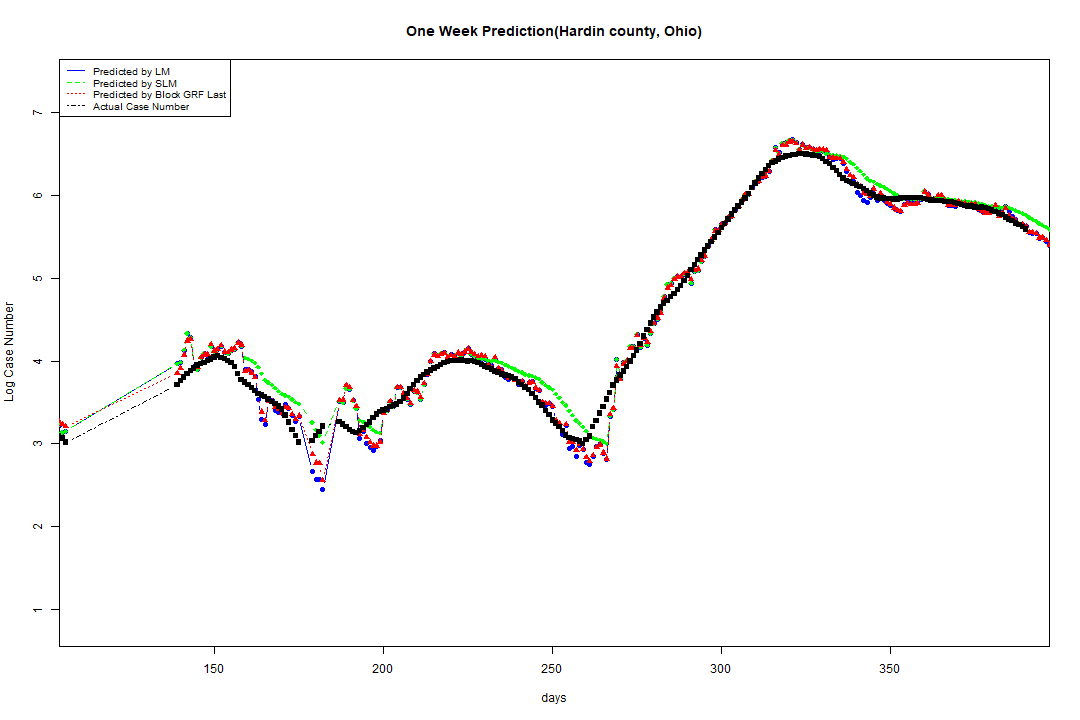 One Week Prediction(Hardin county, Ohio)
Predicted by LM
Predicted by SLM
Predicted by Block GRF Last
Actual Case Number
Log Case Number
7
6
5
4
3
2
1
150 200 250 300 350
days